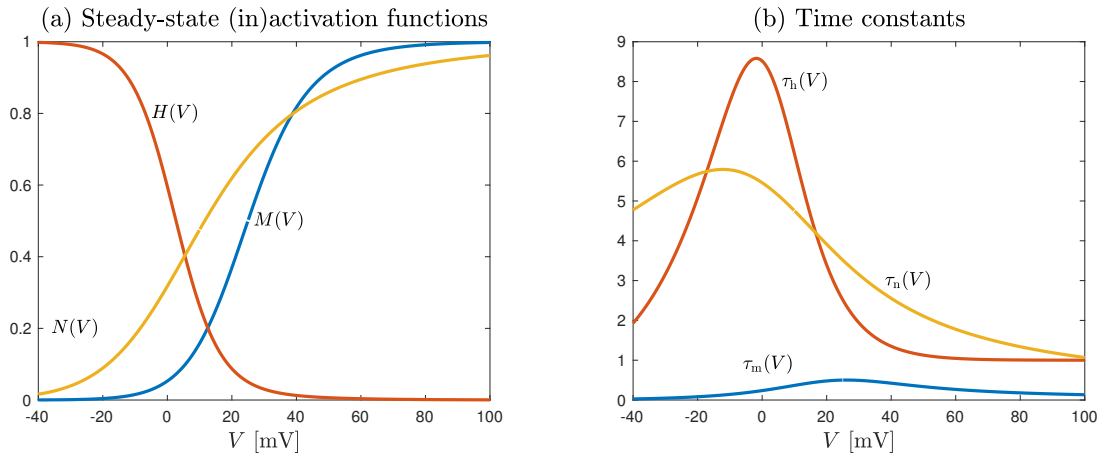 (a) Steady-state (in)activation functions
1
0.8
0.6
0.4
0.2
0
H(V)
M(V)
N(V)
-40 -20 0 20 40 60 80 100
V [mV]
(b) Time constants
9
8
7
6
5
4
3
2
1
0
τh(V)
τn(V)
τm(V)
-40 -20 0 20 40 60 80 100
V [mV]